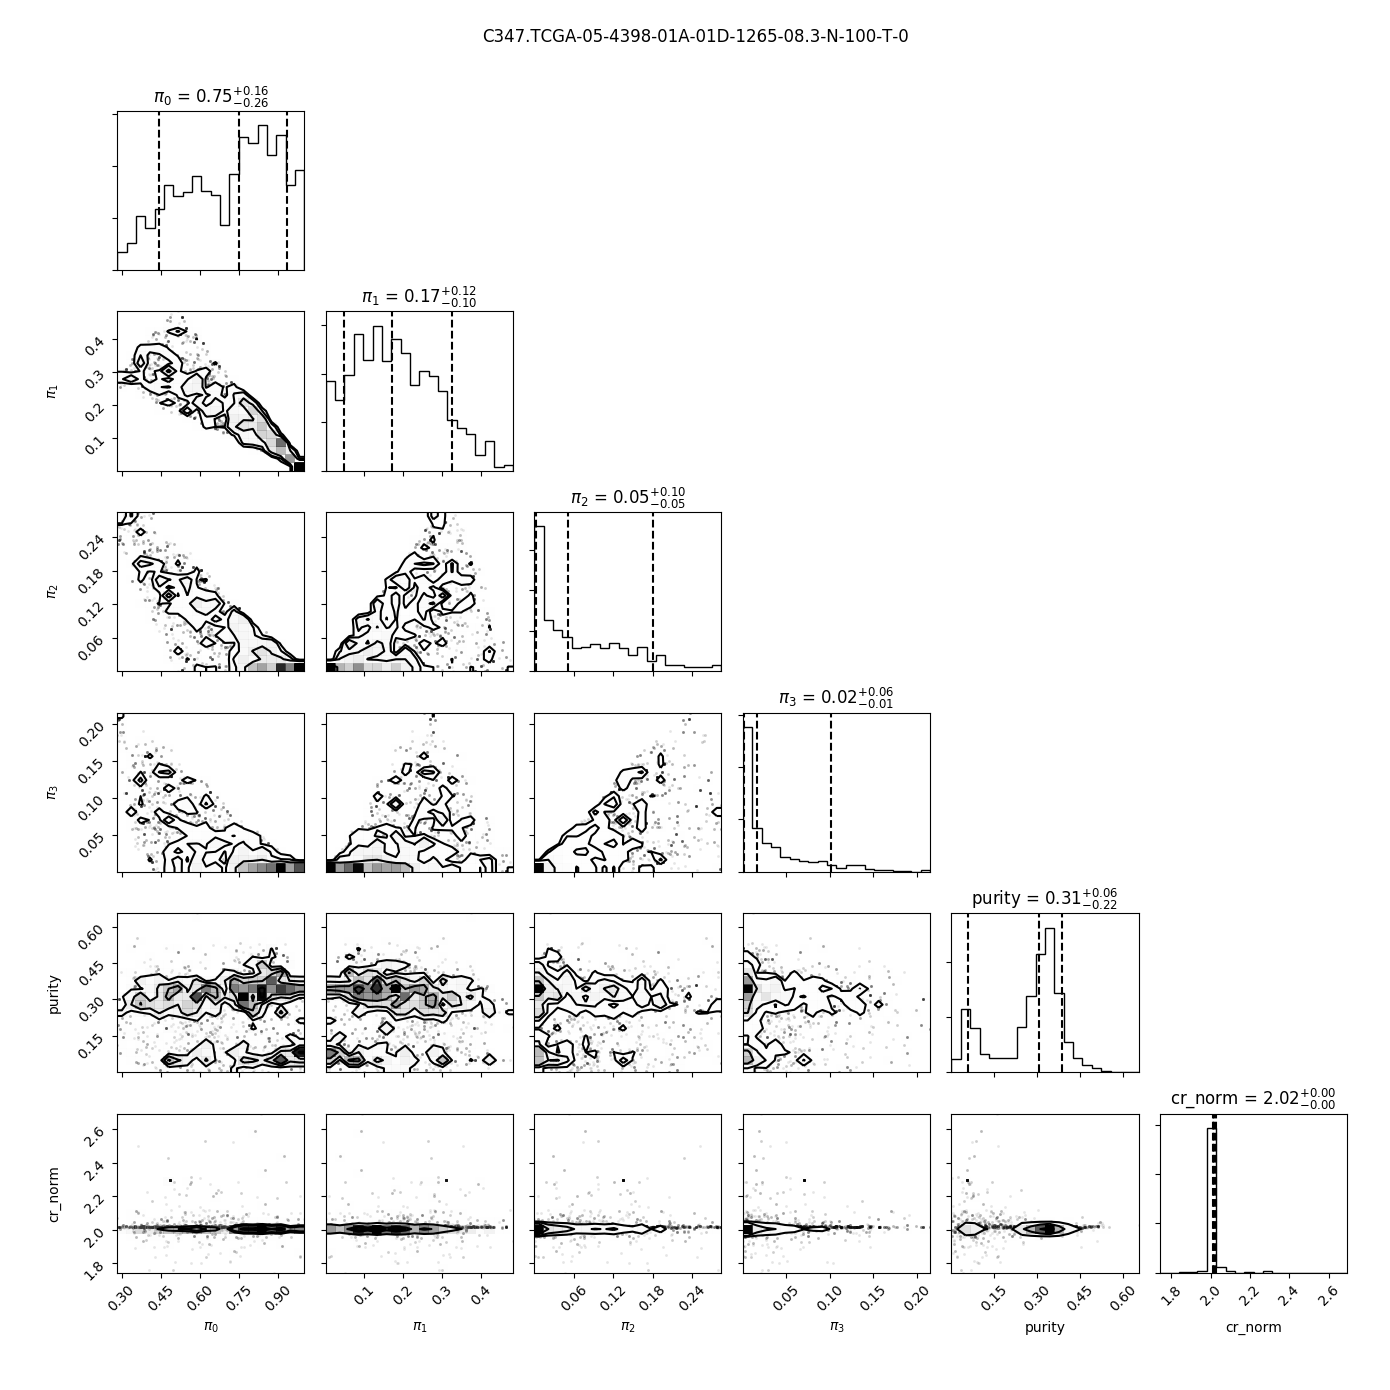 C347.TCGA-05-4398-01A-01D-1265-08.3-N-100-T-0
π₀ = 0.75 +0.16 −0.26
π₁ = 0.17 +0.12 −0.10
0.4
0.3
0.2
0.1
π₁
π₂ = 0.05 +0.10 −0.05
0.24
0.18
0.12
0.06
π₂
π₃ = 0.02 +0.06 −0.01
0.20
0.15
0.10
0.05
π₃
purity = 0.31 +0.06 −0.22
0.60
0.45
0.30
0.15
purity
cr_norm = 2.02 +0.00 −0.00
2.6
2.4
2.2
2.0
1.8
cr_norm
0.30 0.45 0.60 0.75 0.90
0.1 0.2 0.3 0.4
0.06 0.12 0.18 0.24
0.05 0.10 0.15 0.20
0.15 0.30 0.45 0.60
1.8 2.0 2.2 2.4 2.6
π₀ π₁ π₂ π₃ purity cr_norm